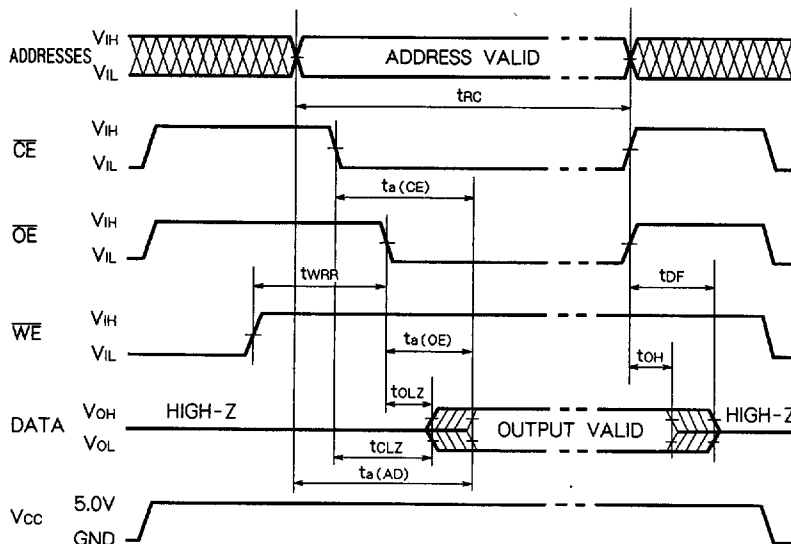 ADDRESSES VIH ADDRESS VALID
VIL
tRC
CE VIH
VIL
ta(CE)
OE VIH
VIL
tWRR tDF
WE VIH
VIL ta(OE) tOH
tOLZ
DATA VOH HIGH-Z OUTPUT VALID HIGH-Z
VOL
tCLZ
ta(AD)
VCC 5.0V
GND